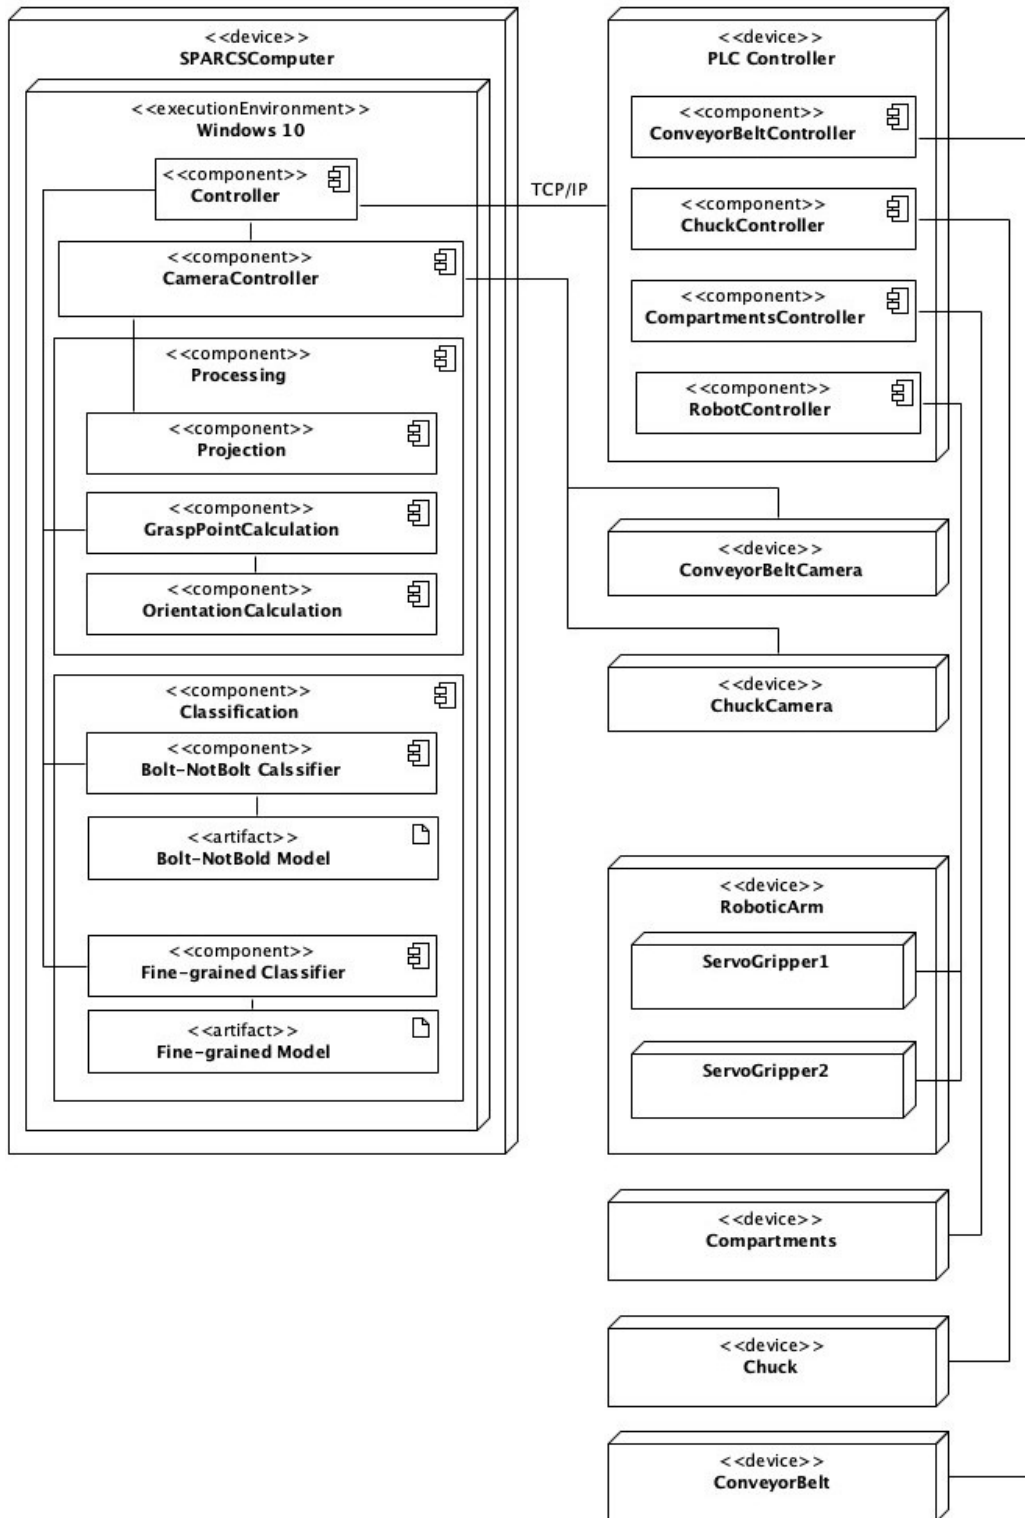 <<device>>
SPARCSComputer
<<executionEnvironment>>
Windows 10
<<component>>
Controller
<<component>>
CameraController
<<component>>
Processing
<<component>>
Projection
<<component>>
GraspPointCalculation
<<component>>
OrientationCalculation
<<component>>
Classification
<<component>>
Bolt-NotBolt Calssifier
<<artifact>>
Bolt-NotBold Model
<<component>>
Fine-grained Classifier
<<artifact>>
Fine-grained Model
TCP/IP
<<device>>
PLC Controller
<<component>>
ConveyorBeltController
<<component>>
ChuckController
<<component>>
CompartmentsController
<<component>>
RobotController
<<device>>
ConveyorBeltCamera
<<device>>
ChuckCamera
<<device>>
RoboticArm
ServoGripper1
ServoGripper2
<<device>>
Compartments
<<device>>
Chuck
<<device>>
ConveyorBelt